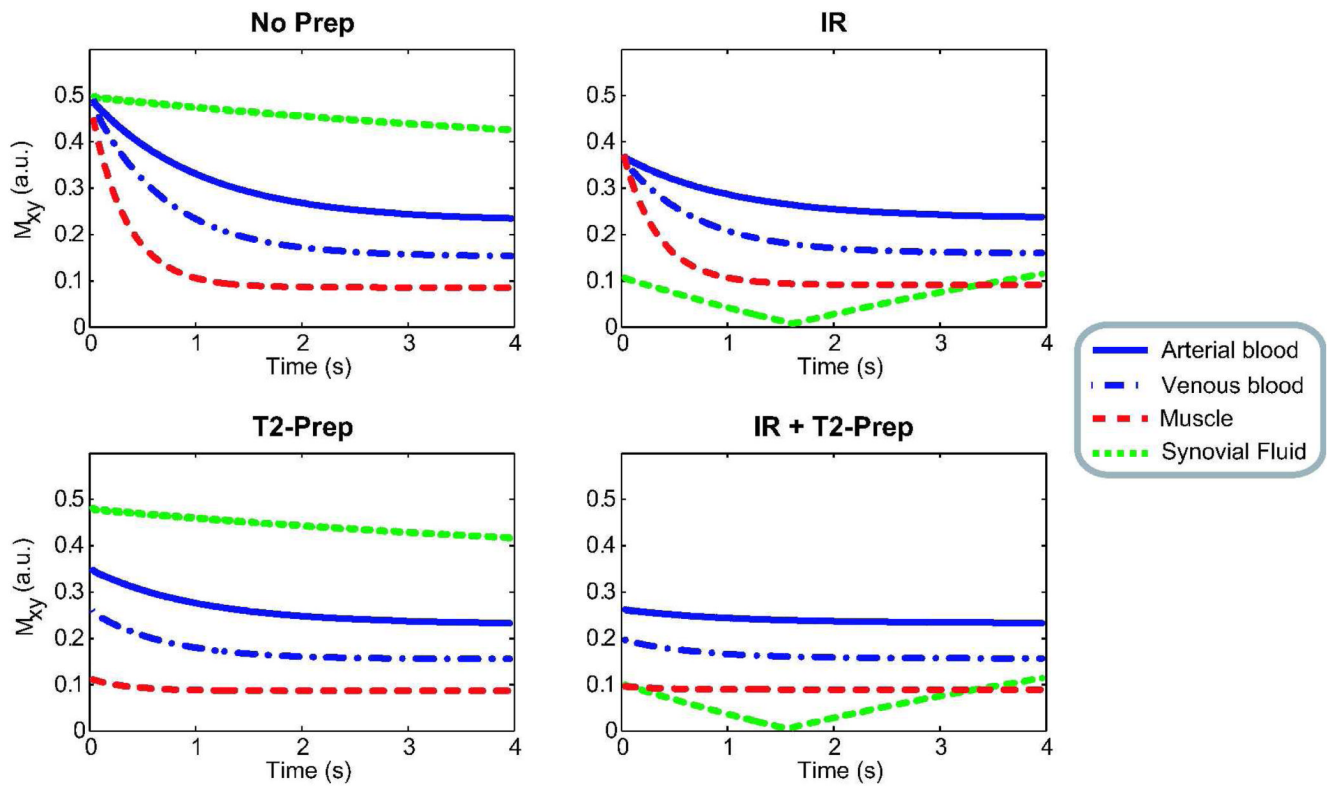 No Prep
0.5
0.4
0.3
0.2
0.1
0
0 1 2 3 4
Mxy (a.u.)
Time (s)
IR
0.5
0.4
0.3
0.2
0.1
0
0 1 2 3 4
Time (s)
T2-Prep
0.5
0.4
0.3
0.2
0.1
0
0 1 2 3 4
Mxy (a.u.)
Time (s)
IR + T2-Prep
0.5
0.4
0.3
0.2
0.1
0
0 1 2 3 4
Time (s)
Arterial blood
Venous blood
Muscle
Synovial Fluid